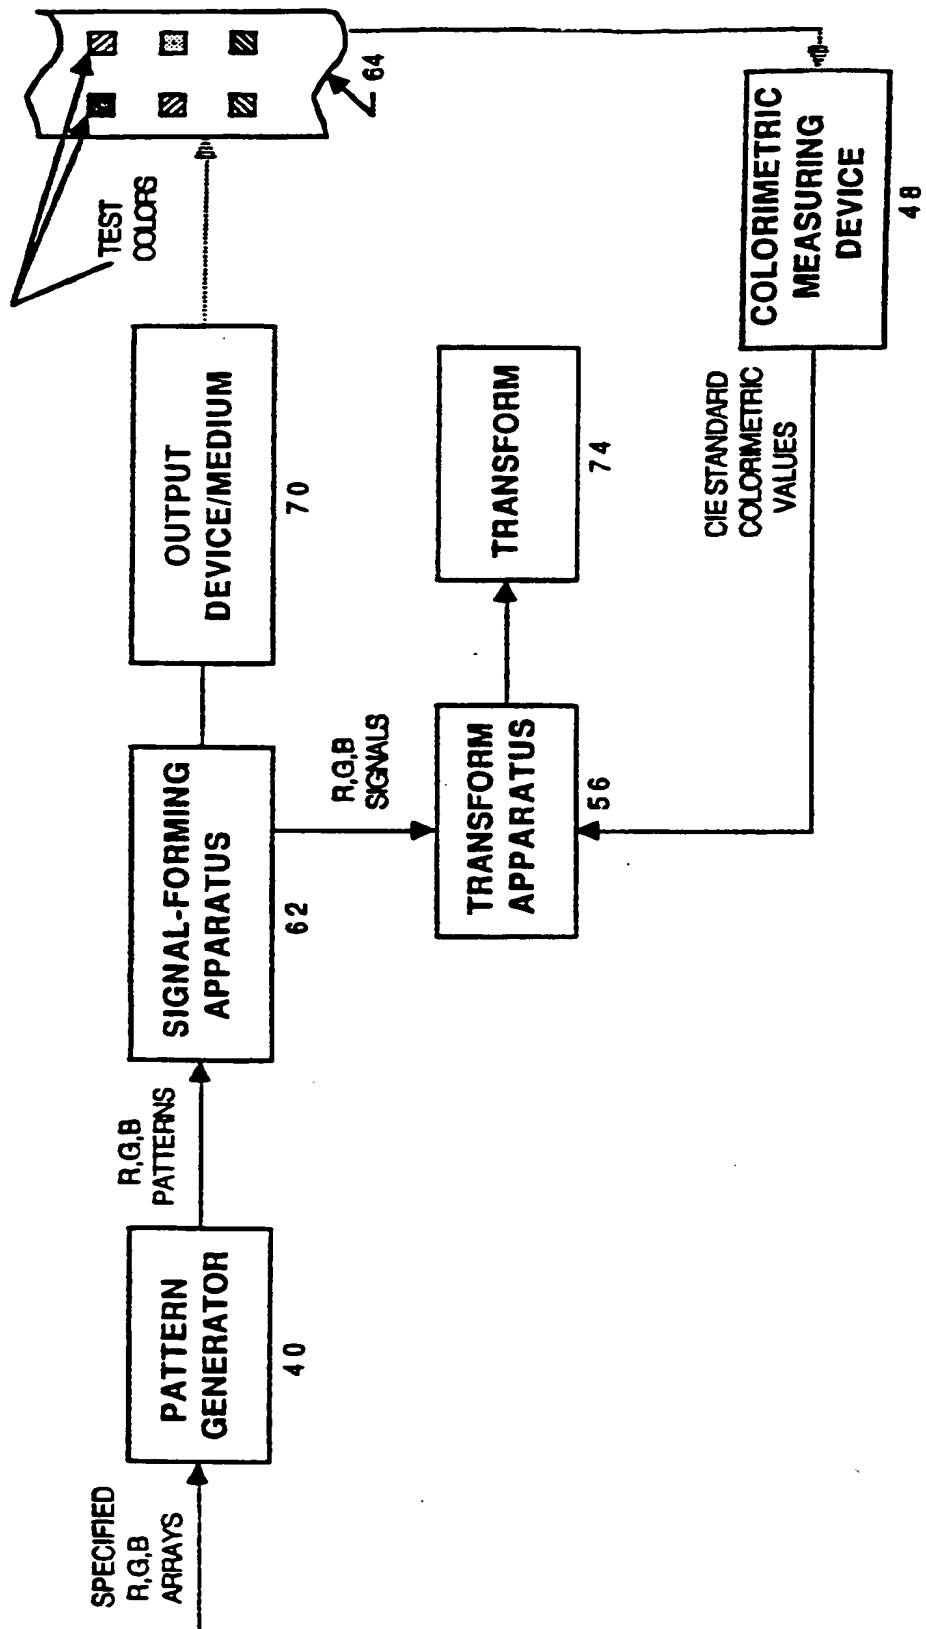 SPECIFIED
R,G,B
ARRAYS
PATTERN
GENERATOR
40
R,G,B
PATTERNS
SIGNAL-FORMING
APPARATUS
62
R,G,B
SIGNALS
OUTPUT
DEVICE/MEDIUM
70
TEST
COLORS
64
TRANSFORM
APPARATUS
56
TRANSFORM
74
CIE STANDARD
COLORIMETRIC
VALUES
COLORIMETRIC
MEASURING
DEVICE
48